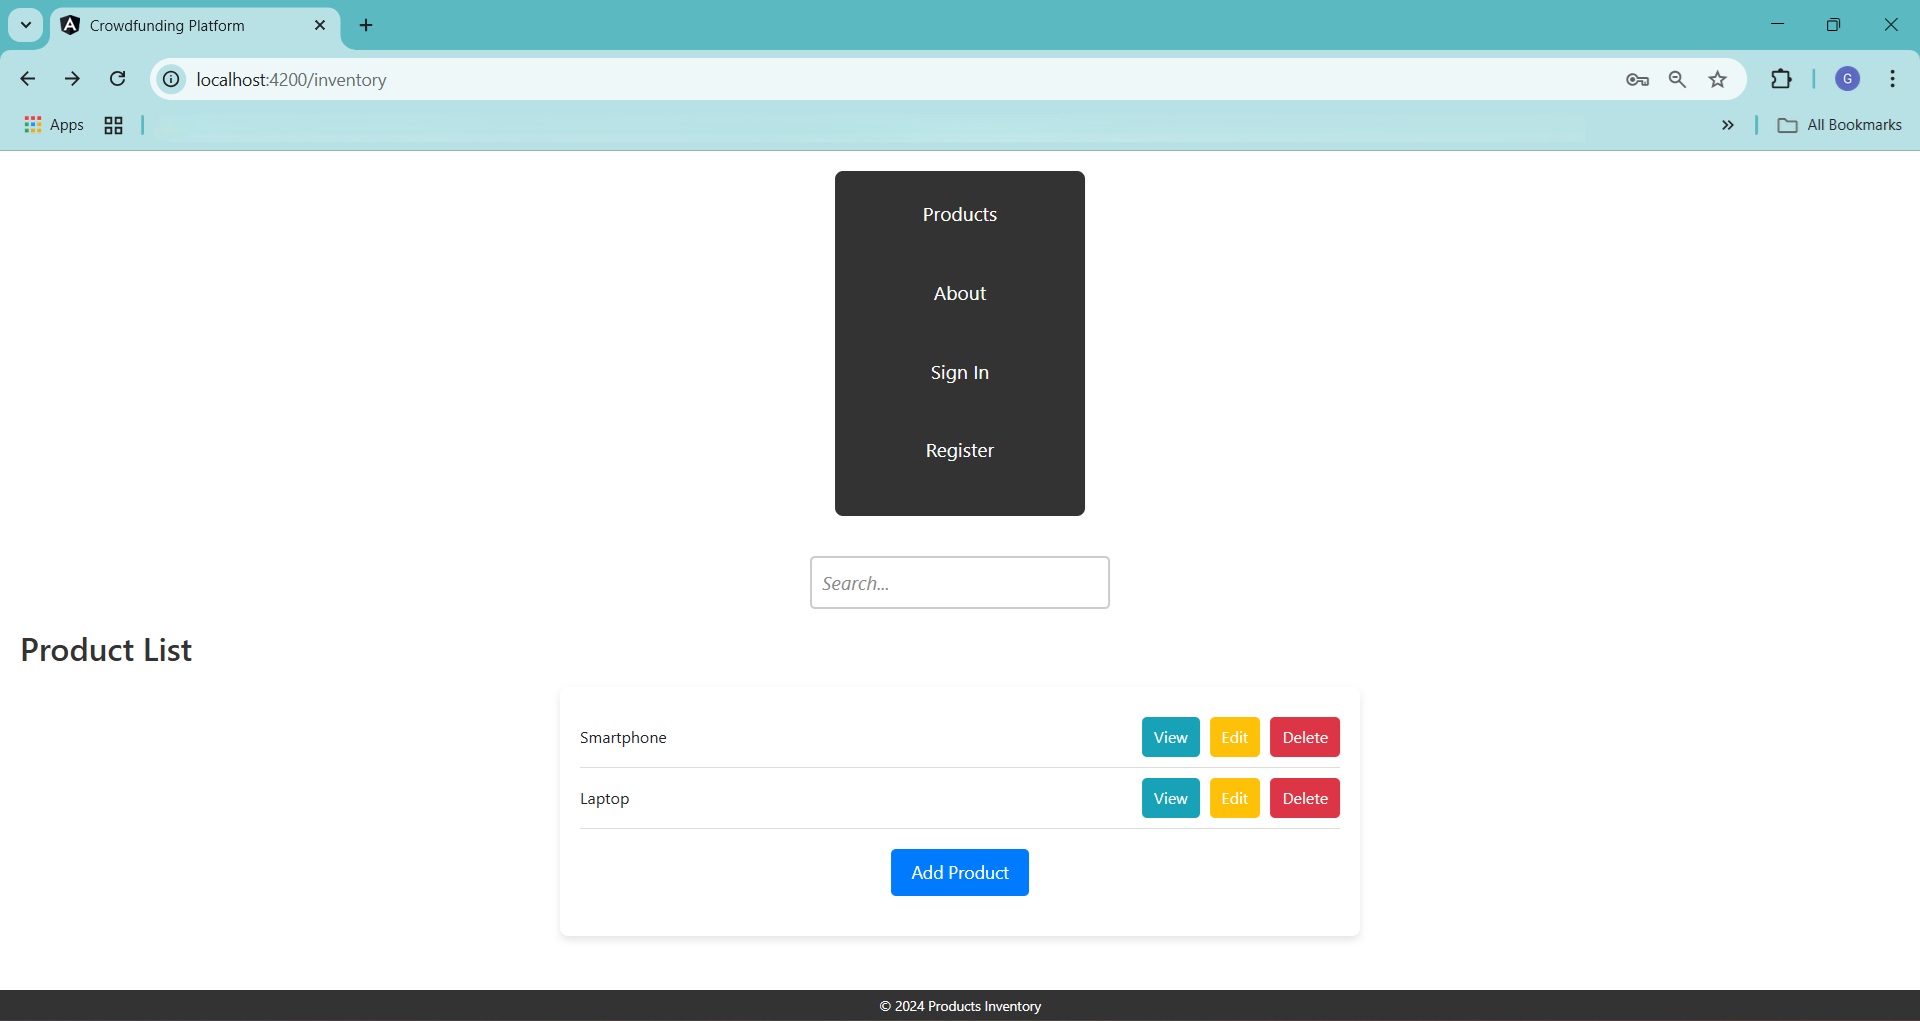 Crowdfunding Platform
localhost:4200/inventory
G
Apps
All Bookmarks
Products
About
Sign In
Register
Search...
Product List
Smartphone View Edit Delete
Laptop View Edit Delete
Add Product
© 2024 Products Inventory